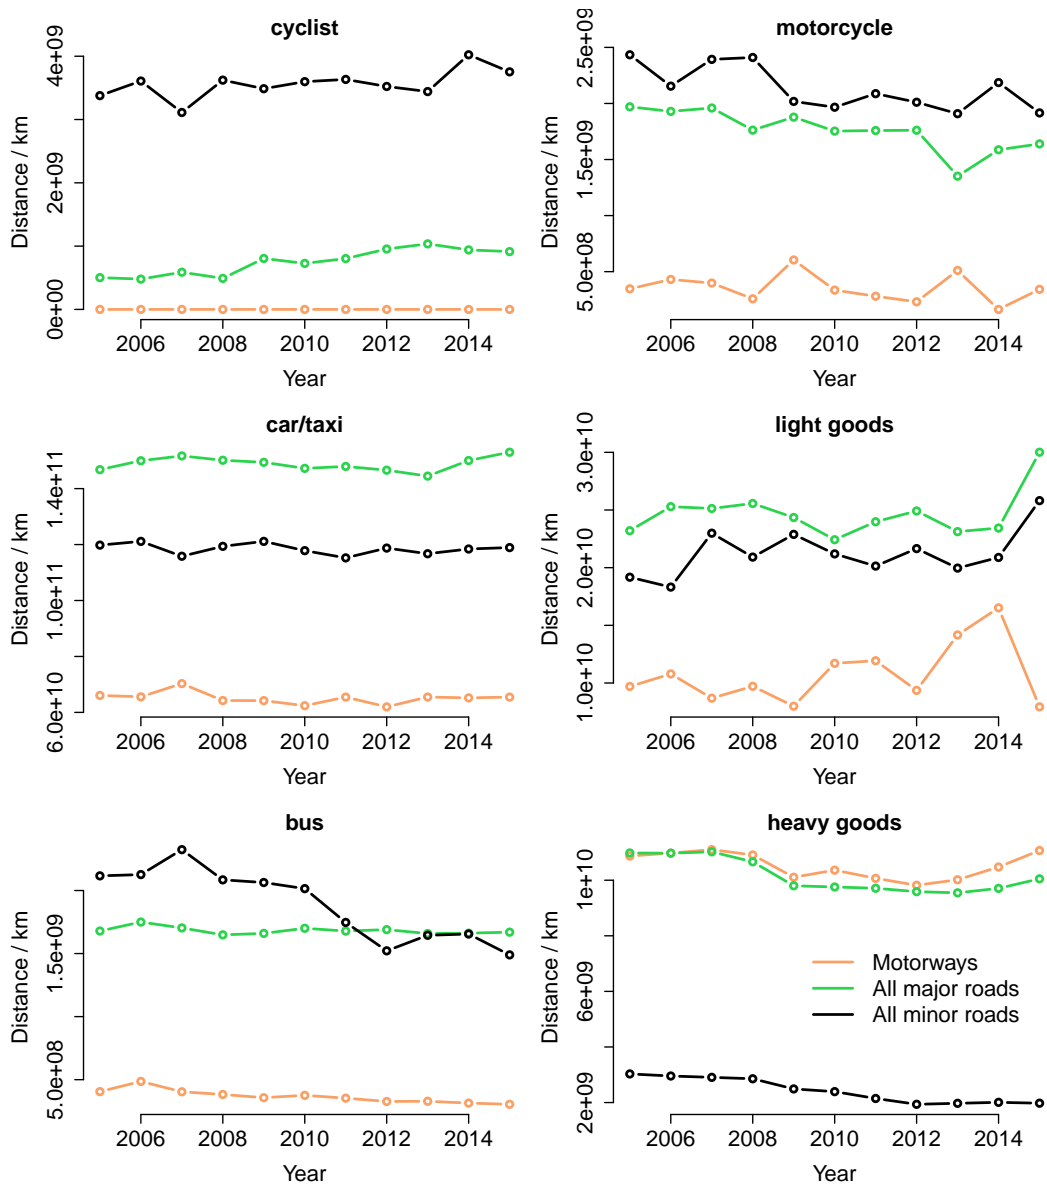 cyclist
Distance / km
0e+00
2e+09
4e+09
2006 2008 2010 2012 2014
Year
motorcycle
Distance / km
5.0e+08
1.5e+09
2.5e+09
2006 2008 2010 2012 2014
Year
car/taxi
Distance / km
6.0e+10
1.0e+11
1.4e+11
2006 2008 2010 2012 2014
Year
light goods
Distance / km
1.0e+10
2.0e+10
3.0e+10
2006 2008 2010 2012 2014
Year
bus
Distance / km
5.0e+08
1.5e+09
2006 2008 2010 2012 2014
Year
heavy goods
Distance / km
2e+09
6e+09
1e+10
Motorways
All major roads
All minor roads
2006 2008 2010 2012 2014
Year